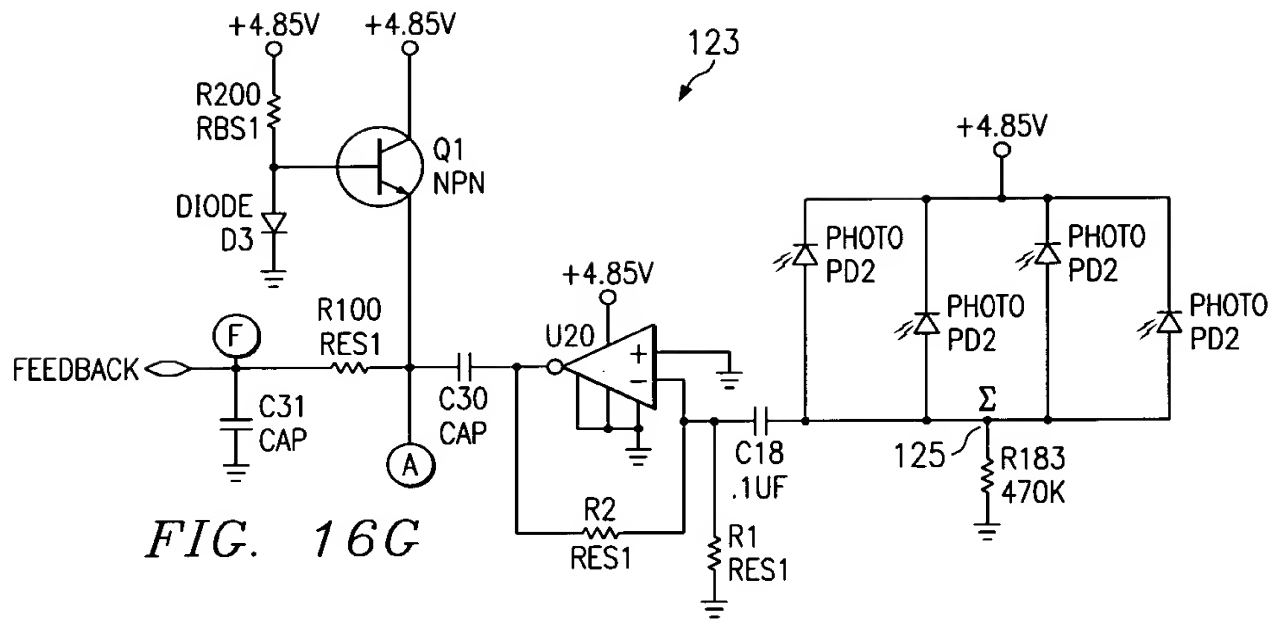 +4.85V
+4.85V
123
R200
RBS1
Q1
NPN
+4.85V
DIODE
D3
PHOTO
PD2
PHOTO
PD2
+4.85V
PHOTO
PD2
PHOTO
PD2
F
R100
RES1
U20
+
−
FEEDBACK
C31
CAP
C30
CAP
A
C18
.1UF
Σ
125
R183
470K
R2
RES1
R1
RES1
FIG. 16G